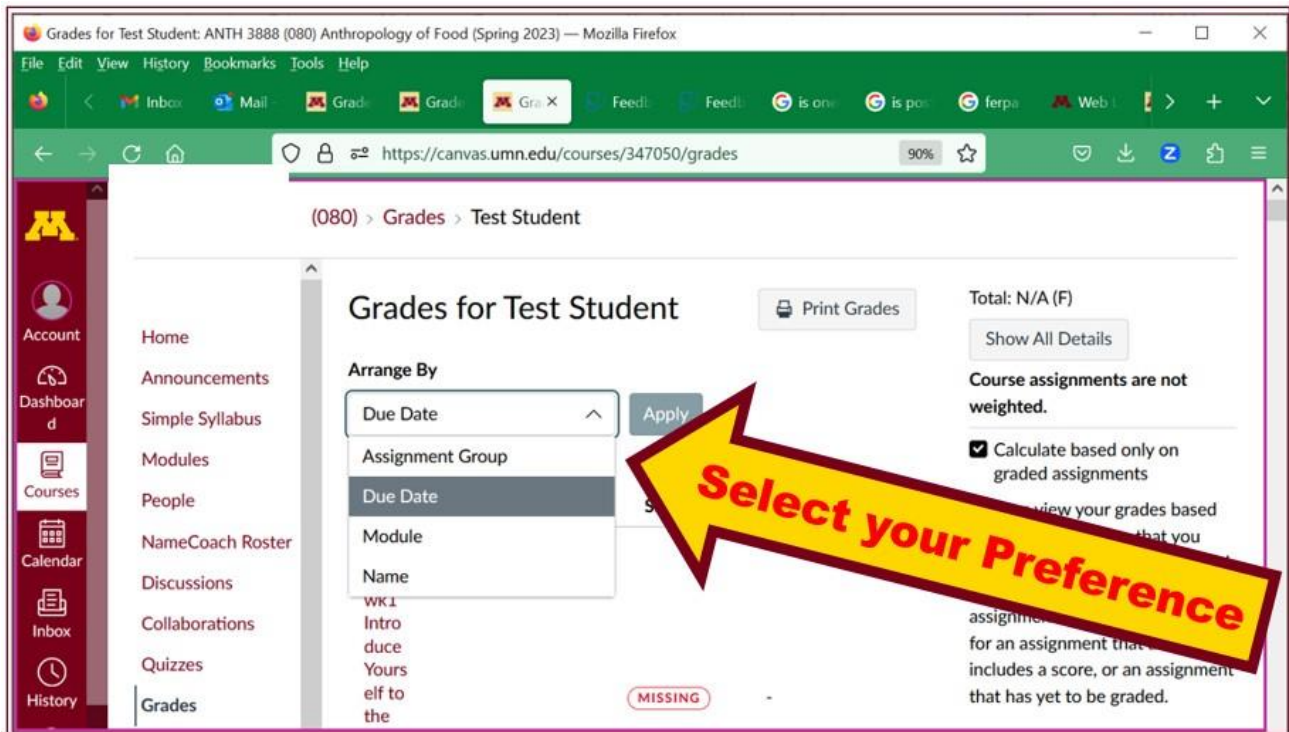 Grades for Test Student: ANTH 3888 (080) Anthropology of Food (Spring 2023) — Mozilla Firefox
File Edit View History Bookmarks Tools Help
Inbox Mail Grade Grade Gra Feedb Feedb is one is pos ferpa Web
https://canvas.umn.edu/courses/347050/grades 90%
(080) > Grades > Test Student
Account
Dashboar
d
Courses
Calendar
Inbox
History
Home
Announcements
Simple Syllabus
Modules
People
NameCoach Roster
Discussions
Collaborations
Quizzes
Grades
Grades for Test Student
Print Grades
Arrange By
Due Date
Apply
Assignment Group
Due Date
Module
Name
wk1
Intro
duce
Yours
elf to
the
MISSING -
Select your Preference
Total: N/A (F)
Show All Details
Course assignments are not
weighted.
Calculate based only on
graded assignments
view your grades based
that you
for an assignment that
includes a score, or an assignment
that has yet to be graded.